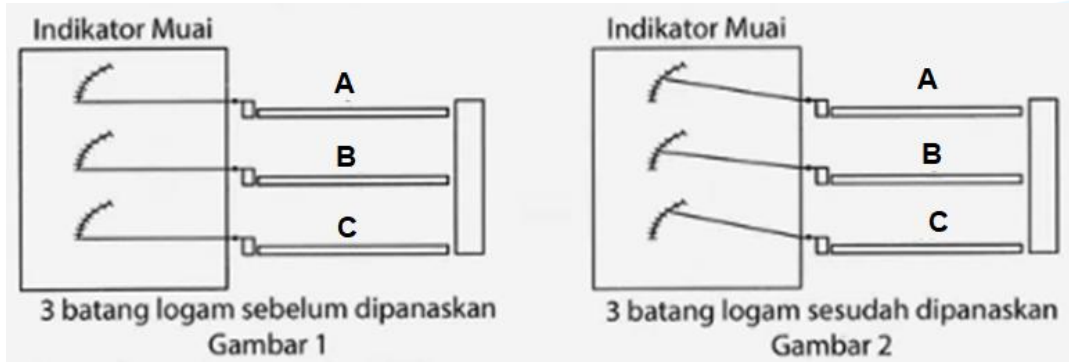 Indikator Muai
A
B
C
3 batang logam sebelum dipanaskan
Gambar 1
Indikator Muai
A
B
C
3 batang logam sesudah dipanaskan
Gambar 2